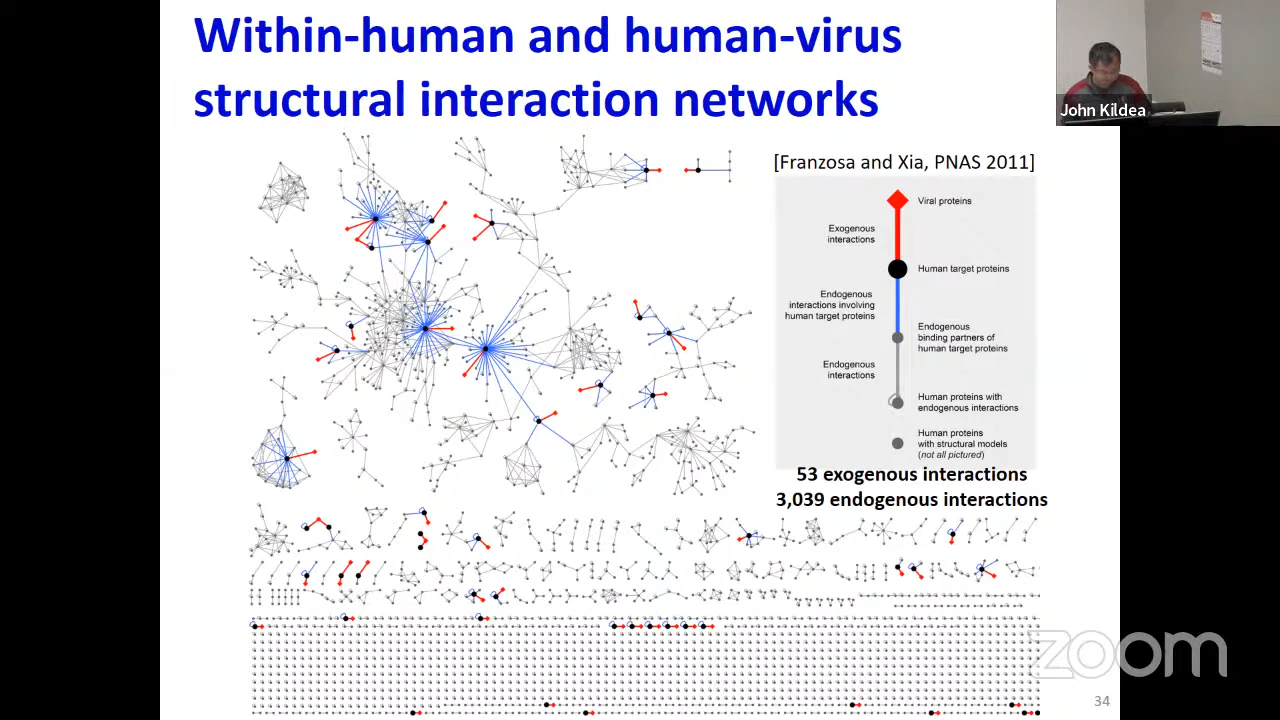 Within-human and human-virus
structural interaction networks
John Kildea
[Franzosa and Xia, PNAS 2011]
Viral proteins
Exogenous
interactions
Human target proteins
Endogenous
interactions involving
human target proteins
Endogenous
binding partners of
human target proteins
Endogenous
interactions
Human proteins with
endogenous interactions
Human proteins
with structural models
(not all pictured)
53 exogenous interactions
3,039 endogenous interactions
zoom
34